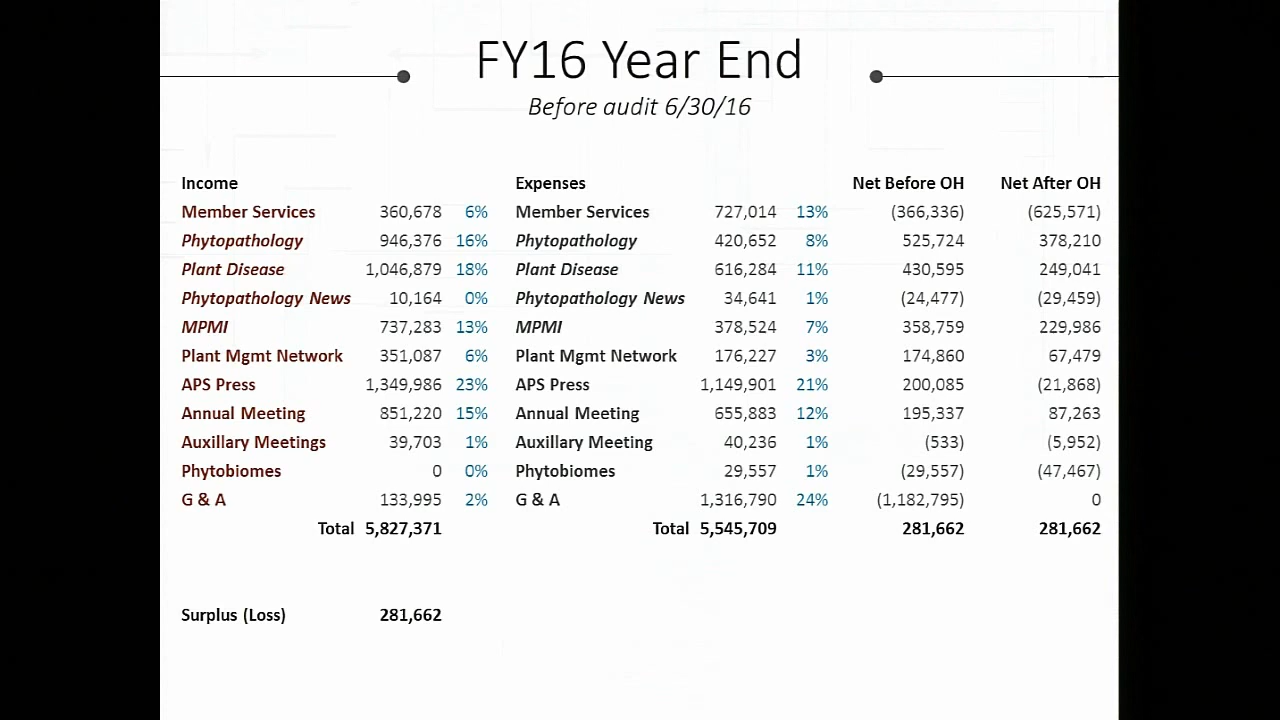 FY16 Year End
Before audit 6/30/16
Income Expenses Net Before OH Net After OH
Member Services 360,678 6% Member Services 727,014 13% (366,336) (625,571)
Phytopathology 946,376 16% Phytopathology 420,652 8% 525,724 378,210
Plant Disease 1,046,879 18% Plant Disease 616,284 11% 430,595 249,041
Phytopathology News 10,164 0% Phytopathology News 34,641 1% (24,477) (29,459)
MPMI 737,283 13% MPMI 378,524 7% 358,759 229,986
Plant Mgmt Network 351,087 6% Plant Mgmt Network 176,227 3% 174,860 67,479
APS Press 1,349,986 23% APS Press 1,149,901 21% 200,085 (21,868)
Annual Meeting 851,220 15% Annual Meeting 655,883 12% 195,337 87,263
Auxillary Meetings 39,703 1% Auxillary Meeting 40,236 1% (533) (5,952)
Phytobiomes 0 0% Phytobiomes 29,557 1% (29,557) (47,467)
G & A 133,995 2% G & A 1,316,790 24% (1,182,795) 0
Total 5,827,371 Total 5,545,709 281,662 281,662
Surplus (Loss) 281,662